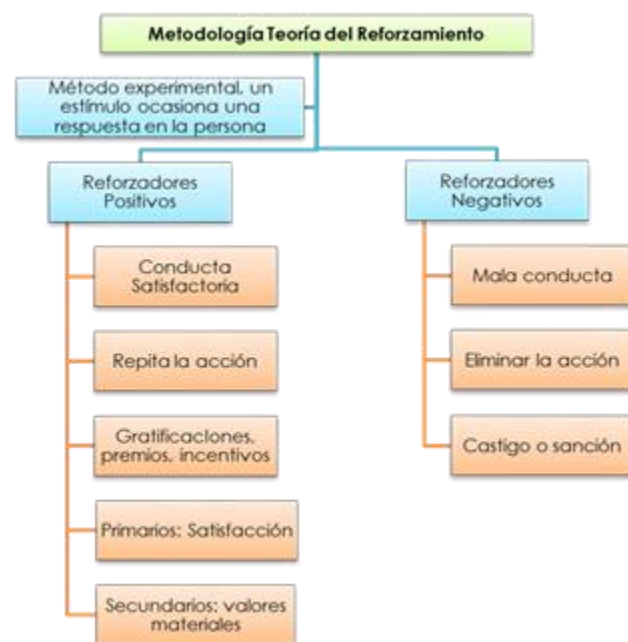 Metodología Teoría del Reforzamiento
Método experimental, un
estímulo ocasiona una
respuesta en la persona
Reforzadores
Positivos
Reforzadores
Negativos
Conducta
Satisfactoria
Repita la acción
Gratificaciones,
premios, incentivos
Primarios: Satisfacción
Secundarios: valores
materiales
Mala conducta
Eliminar la acción
Castigo o sanción